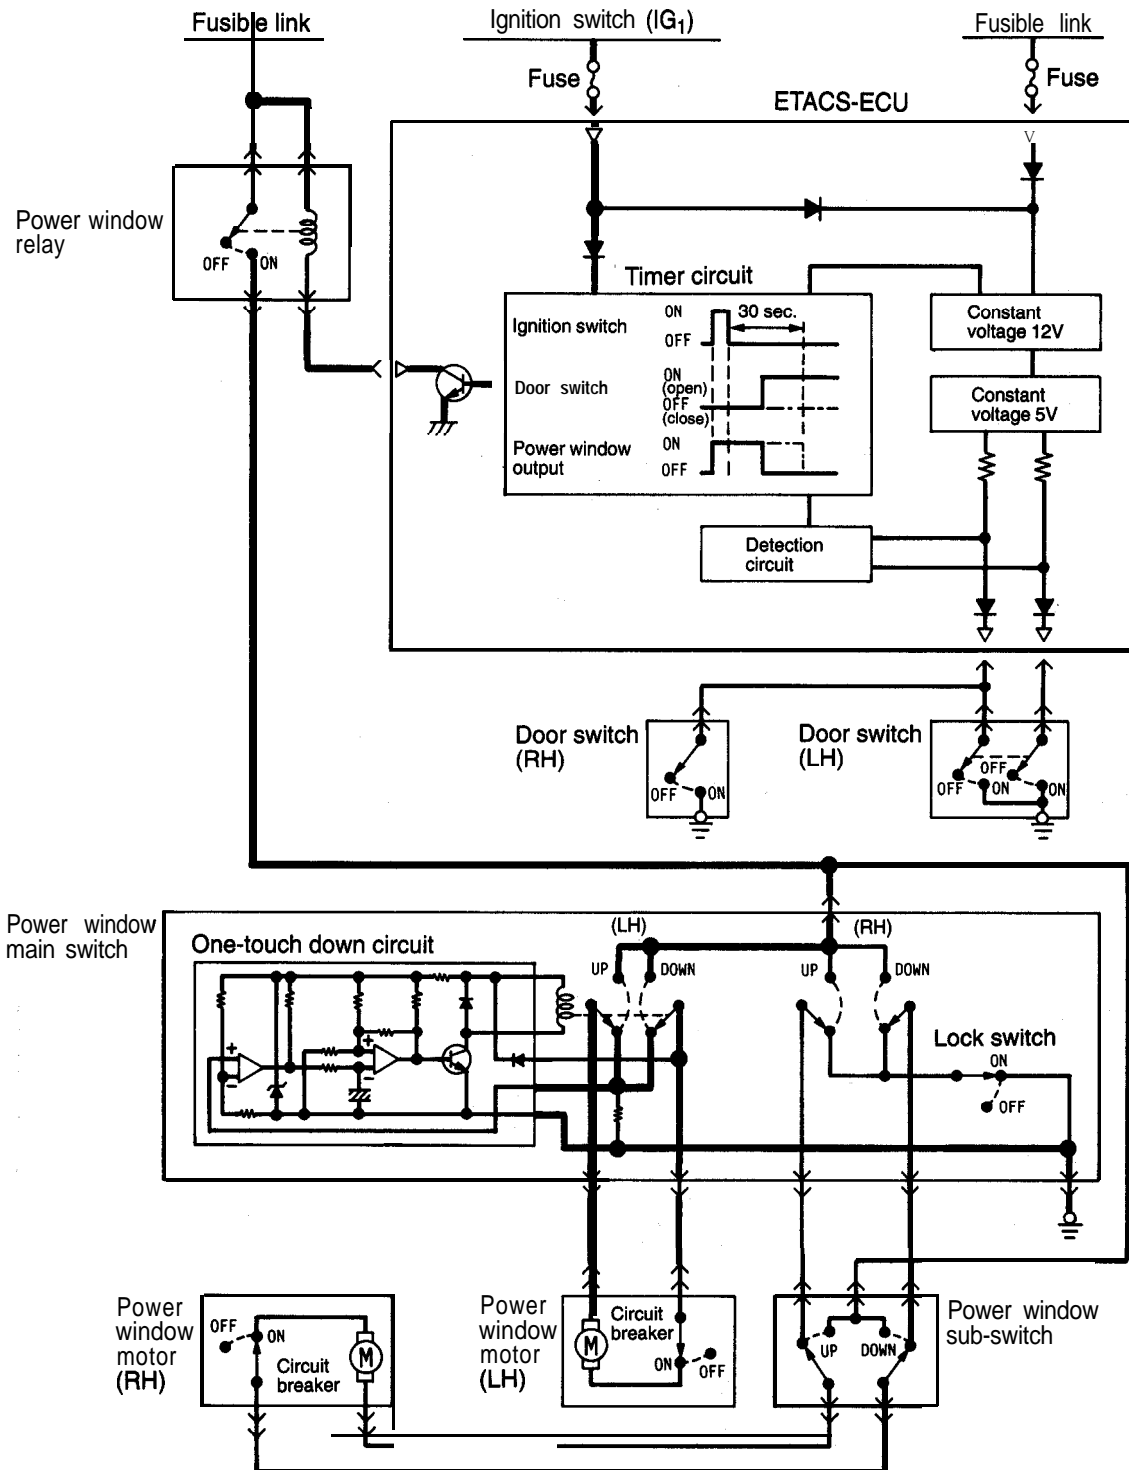 Fusible link
Ignition switch (IG1)
Fusible link
Fuse
Fuse
ETACS-ECU
V
Power window
relay
OFF
ON
Timer circuit
Ignition switch
ON
OFF
30 sec.
Door switch
ON
(open)
OFF
(close)
Power window
output
ON
OFF
Constant
voltage 12V
Constant
voltage 5V
Detection
circuit
Door switch
(RH)
OFF
ON
Door switch
(LH)
OFF
OFF
ON
ON
Power window
main switch
One-touch down circuit
(LH)
UP
DOWN
(RH)
UP
DOWN
+
−
+
−
Lock switch
ON
OFF
Power
window
motor
(RH)
OFF
ON
Circuit
breaker
M
Power
window
motor
(LH)
M
Circuit
breaker
ON
OFF
UP
DOWN
Power window
sub-switch